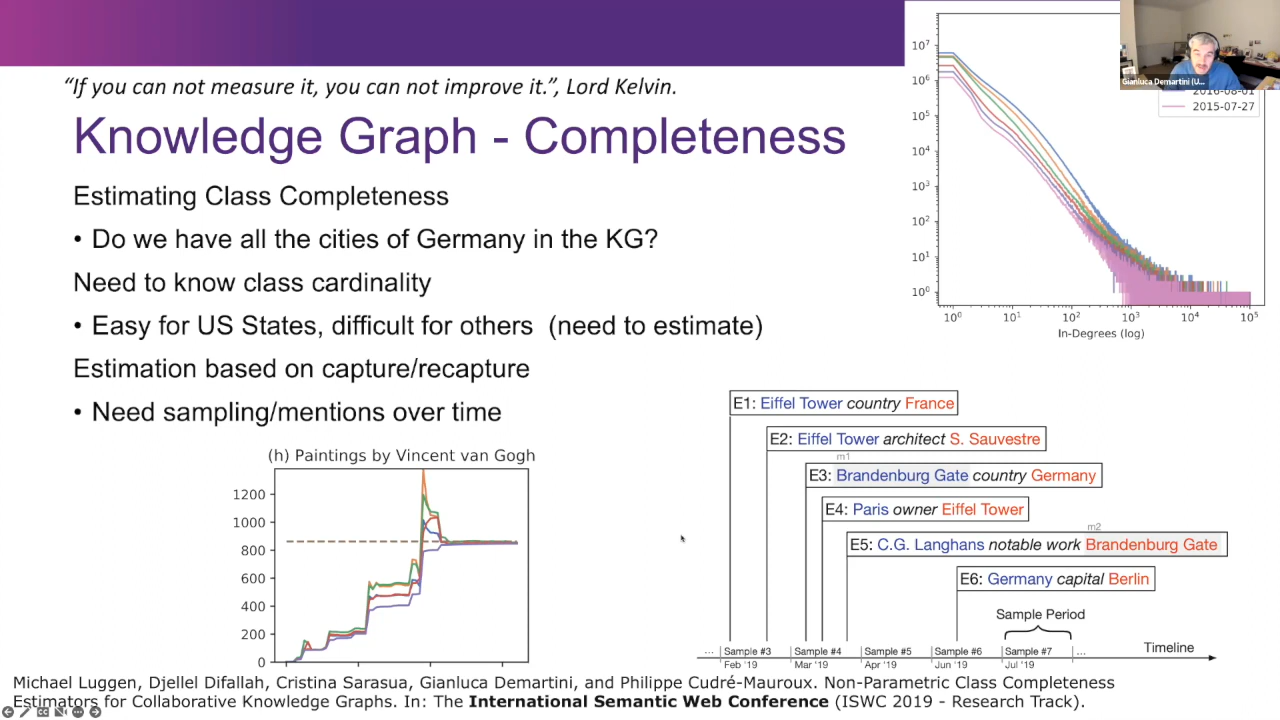 “If you can not measure it, you can not improve it.”, Lord Kelvin.
Knowledge Graph - Completeness
Estimating Class Completeness
• Do we have all the cities of Germany in the KG?
Need to know class cardinality
• Easy for US States, difficult for others (need to estimate)
Estimation based on capture/recapture
• Need sampling/mentions over time
Gianluca Demartini (U...
2016-08-01
2015-07-27
10⁷
10⁶
10⁵
10⁴
10³
10²
10¹
10⁰
10⁰ 10¹ 10² 10³ 10⁴ 10⁵
In-Degrees (log)
(h) Paintings by Vincent van Gogh
1200
1000
800
600
400
200
0
E1: Eiffel Tower country France
E2: Eiffel Tower architect S. Sauvestre
m1
E3: Brandenburg Gate country Germany
E4: Paris owner Eiffel Tower
m2
E5: C.G. Langhans notable work Brandenburg Gate
E6: Germany capital Berlin
Sample Period
... Sample #3 Sample #4 Sample #5 Sample #6 Sample #7 ... Timeline
Feb '19 Mar '19 Apr '19 Jun '19 Jul '19
Michael Luggen, Djellel Difallah, Cristina Sarasua, Gianluca Demartini, and Philippe Cudré-Mauroux. Non-Parametric Class Completeness
Estimators for Collaborative Knowledge Graphs. In: The International Semantic Web Conference (ISWC 2019 - Research Track).